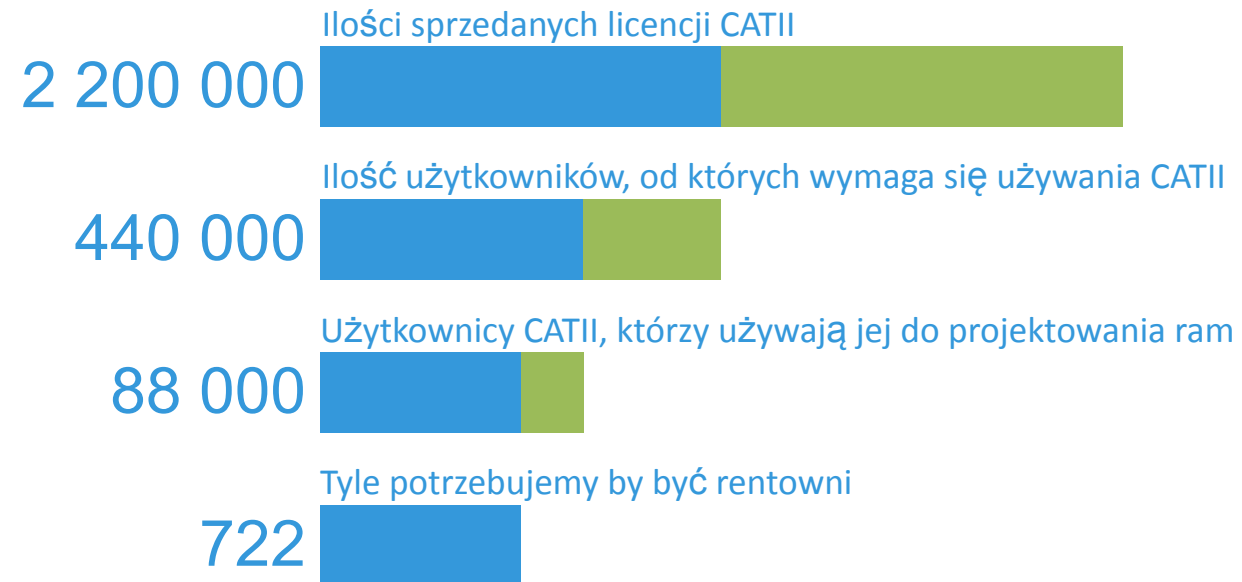 Ilości sprzedanych licencji CATII
2 200 000
Ilość użytkowników, od których wymaga się używania CATII
440 000
Użytkownicy CATII, którzy używają jej do projektowania ram
88 000
Tyle potrzebujemy by być rentowni
722